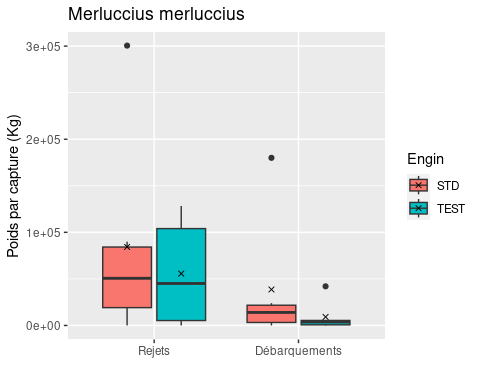 Merluccius merluccius
Poids par capture (Kg)
3e+05
2e+05
1e+05
0e+00
Rejets
Débarquements
Engin
STD
TEST